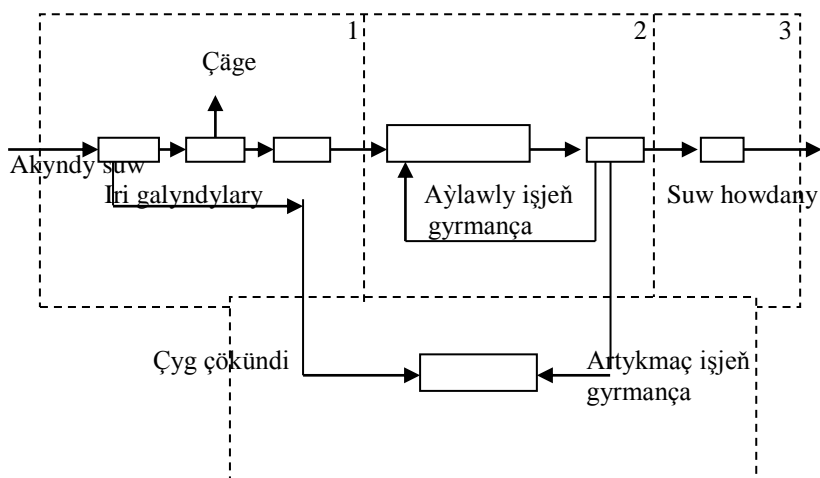 1
2
3
Çäge
Akyndy suw
Iri galyndylary
Aỳlawly işjeň
gyrmança
Suw howdany
Çyg çökündi
Artykmaç işjeň
gyrmança